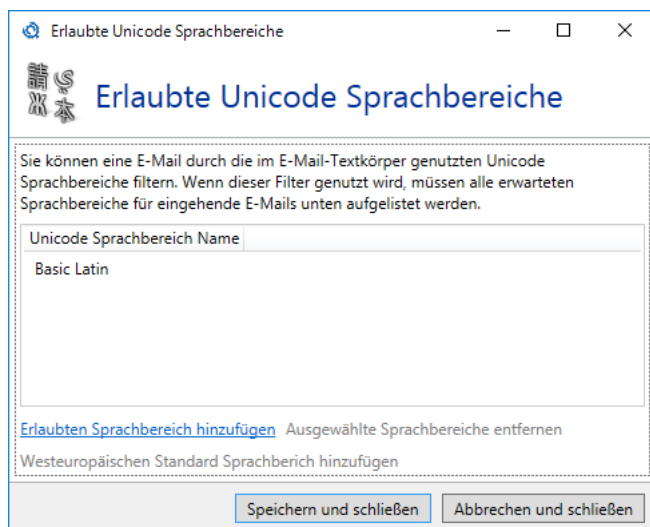 Erlaubte Unicode Sprachbereiche
Erlaubte Unicode Sprachbereiche
Sie können eine E-Mail durch die im E-Mail-Textkörper genutzten Unicode
Sprachbereiche filtern. Wenn dieser Filter genutzt wird, müssen alle erwarteten
Sprachbereiche für eingehende E-Mails unten aufgelistet werden.
Unicode Sprachbereich Name
Basic Latin
Erlaubten Sprachbereich hinzufügen Ausgewählte Sprachbereiche entfernen
Westeuropäischen Standard Sprachberich hinzufügen
Speichern und schließen Abbrechen und schließen